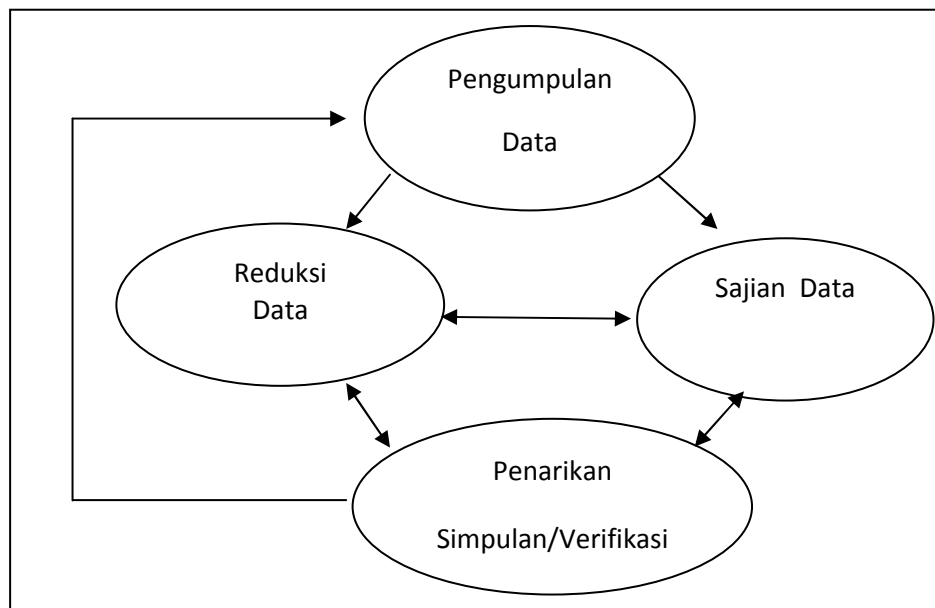 Pengumpulan
Data
Reduksi
Data
Sajian Data
Penarikan
Simpulan/Verifikasi